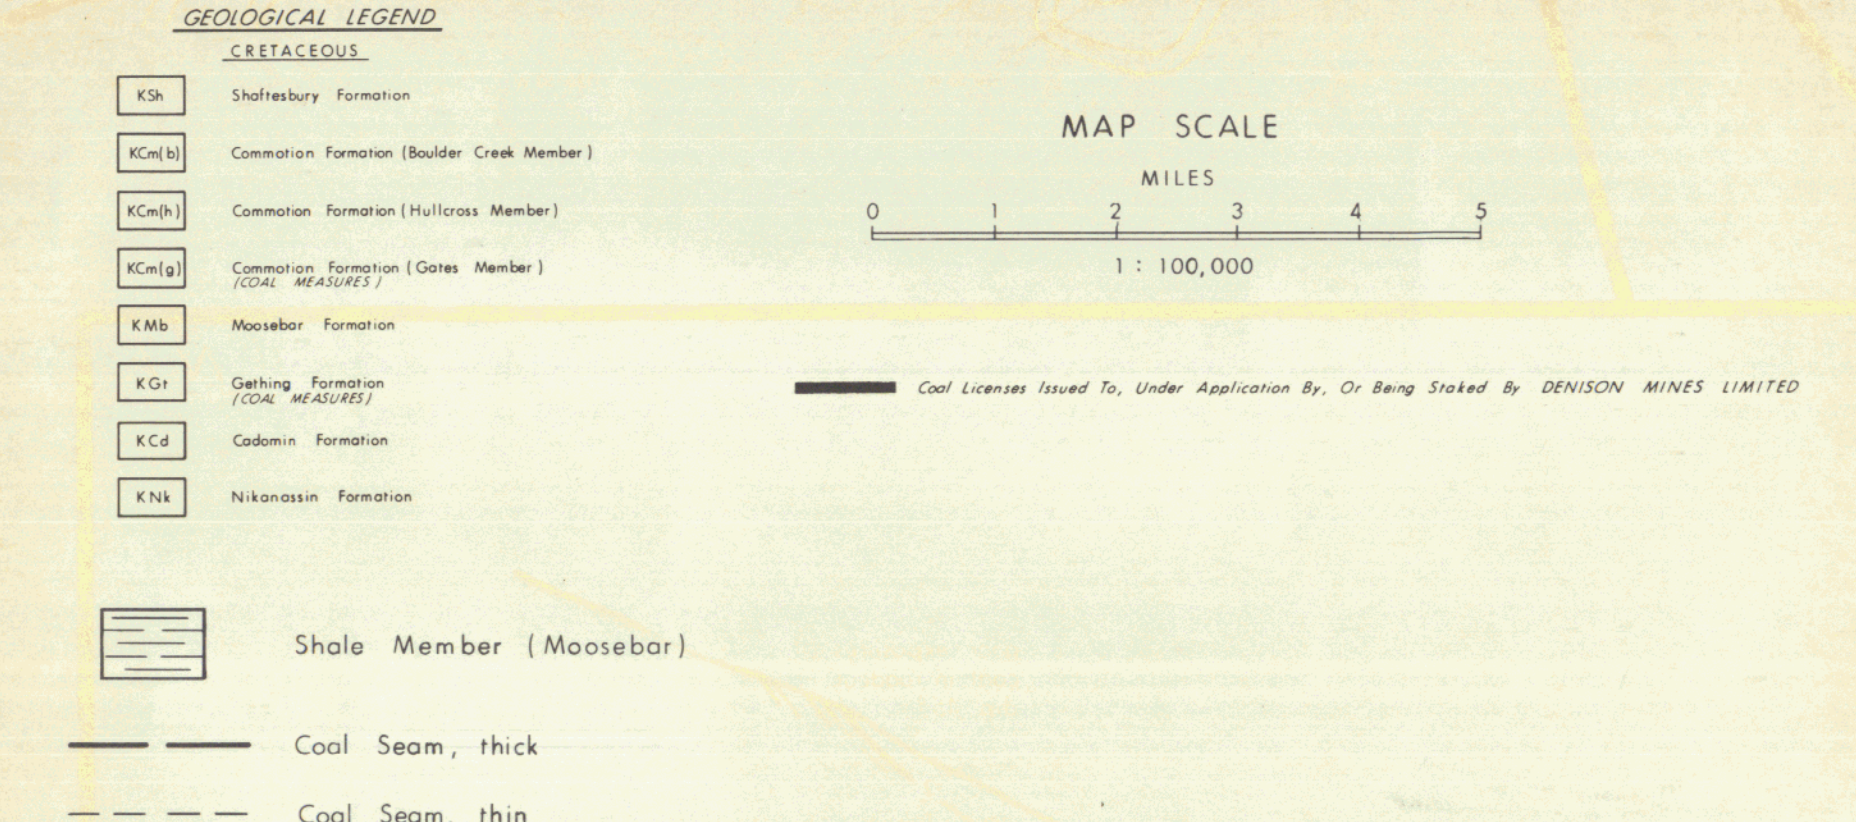 GEOLOGICAL LEGEND
CRETACEOUS
KSh Shaftesbury Formation
KCm(b) Commotion Formation (Boulder Creek Member)
KCm(h) Commotion Formation (Hullcross Member)
KCm(g) Commotion Formation (Gates Member)
(COAL MEASURES)
KMb Moosebar Formation
KGt Gething Formation
(COAL MEASURES)
KCd Cadomin Formation
KNk Nikanassin Formation
Shale Member (Moosebar)
Coal Seam, thick
Coal Seam, thin
MAP SCALE
MILES
0 1 2 3 4 5
1 : 100,000
Coal Licenses Issued To, Under Application By, Or Being Staked By DENISON MINES LIMITED